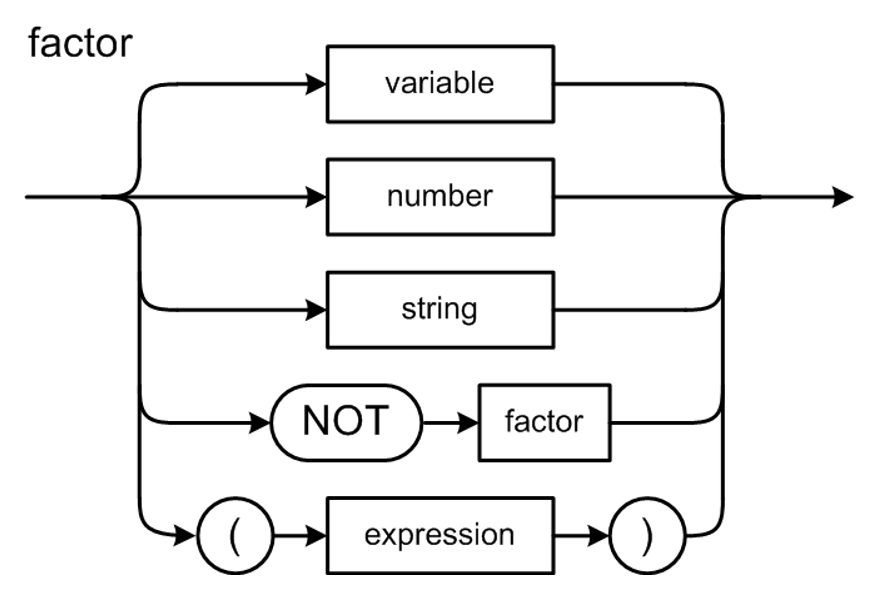 factor
variable
number
string
NOT factor
( expression )